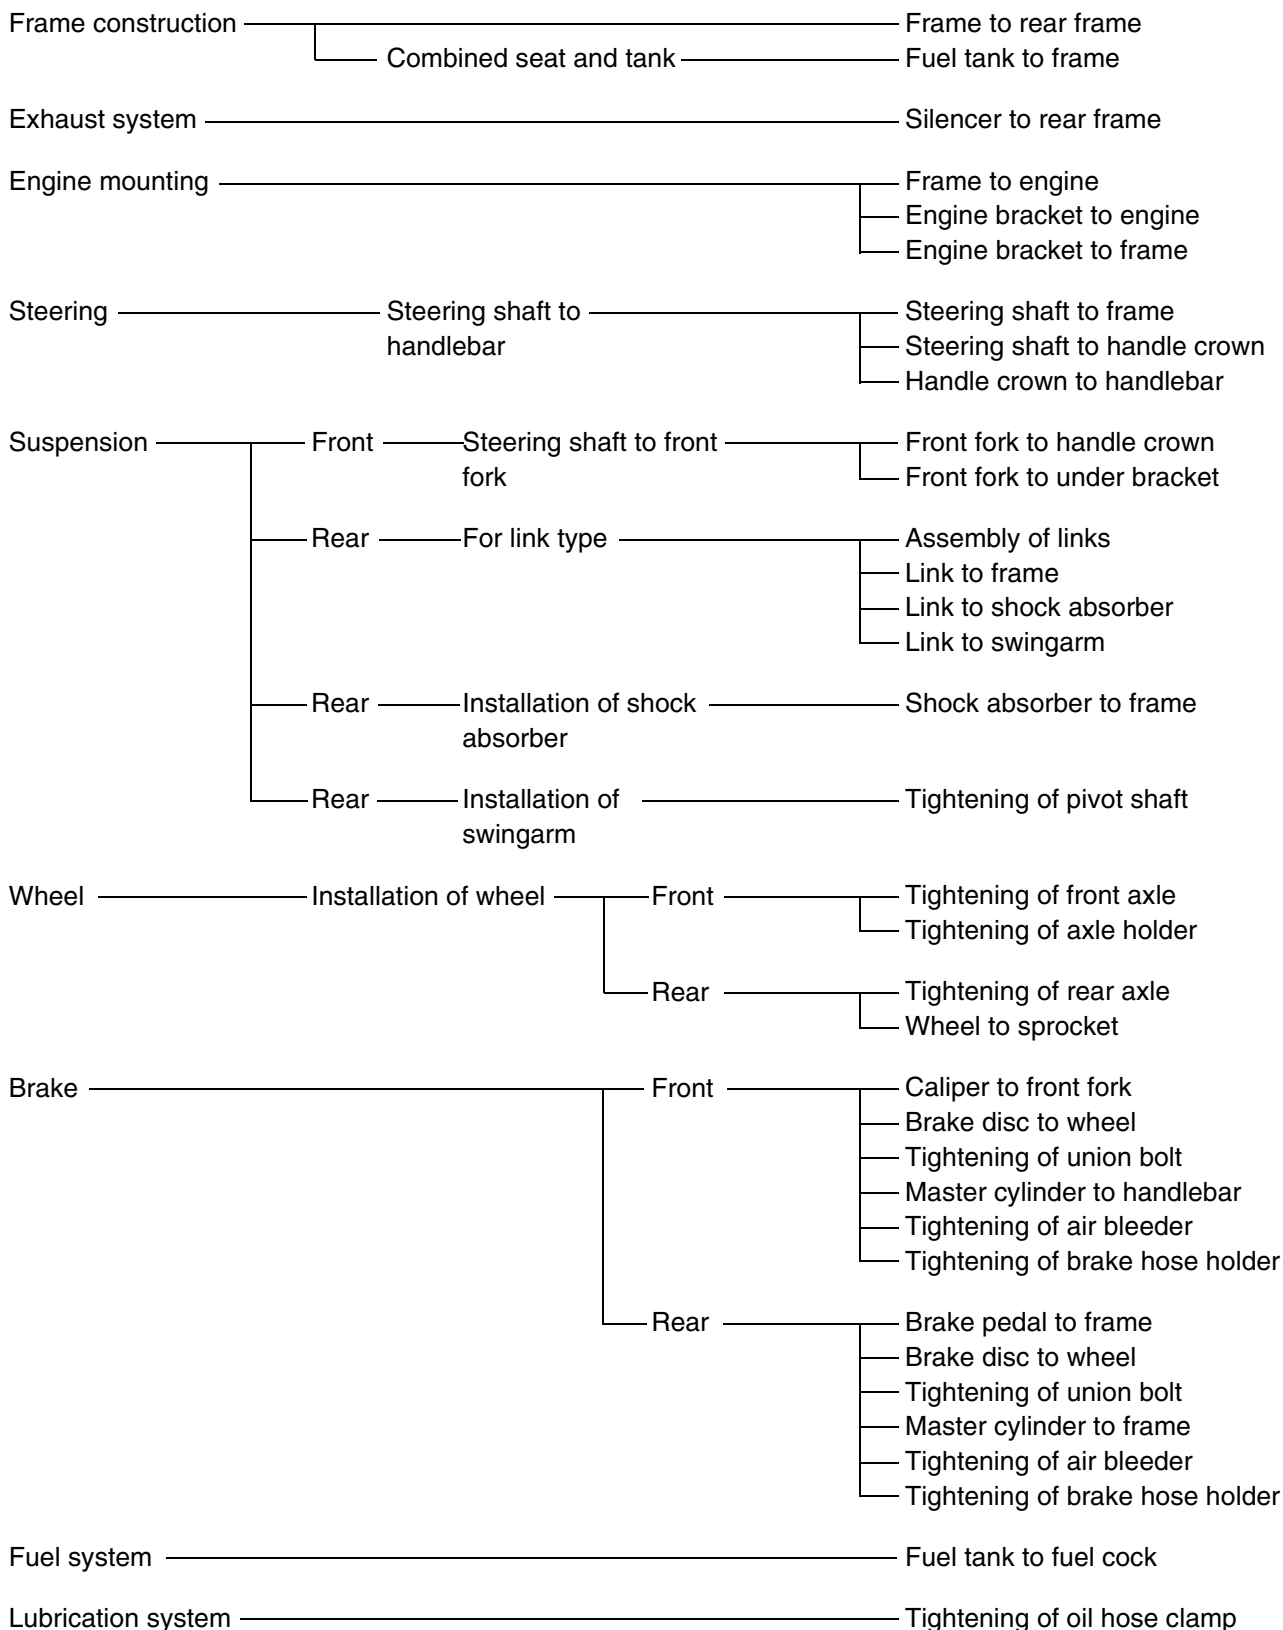 Frame construction Frame to rear frame
Combined seat and tank Fuel tank to frame
Exhaust system Silencer to rear frame
Engine mounting Frame to engine
Engine bracket to engine
Engine bracket to frame
Steering Steering shaft to Steering shaft to frame
handlebar Steering shaft to handle crown
Handle crown to handlebar
Suspension Front Steering shaft to front Front fork to handle crown
fork Front fork to under bracket
Rear For link type Assembly of links
Link to frame
Link to shock absorber
Link to swingarm
Rear Installation of shock Shock absorber to frame
absorber
Rear Installation of Tightening of pivot shaft
swingarm
Wheel Installation of wheel Front Tightening of front axle
Tightening of axle holder
Rear Tightening of rear axle
Wheel to sprocket
Brake Front Caliper to front fork
Brake disc to wheel
Tightening of union bolt
Master cylinder to handlebar
Tightening of air bleeder
Tightening of brake hose holder
Rear Brake pedal to frame
Brake disc to wheel
Tightening of union bolt
Master cylinder to frame
Tightening of air bleeder
Tightening of brake hose holder
Fuel system Fuel tank to fuel cock
Lubrication system Tightening of oil hose clamp